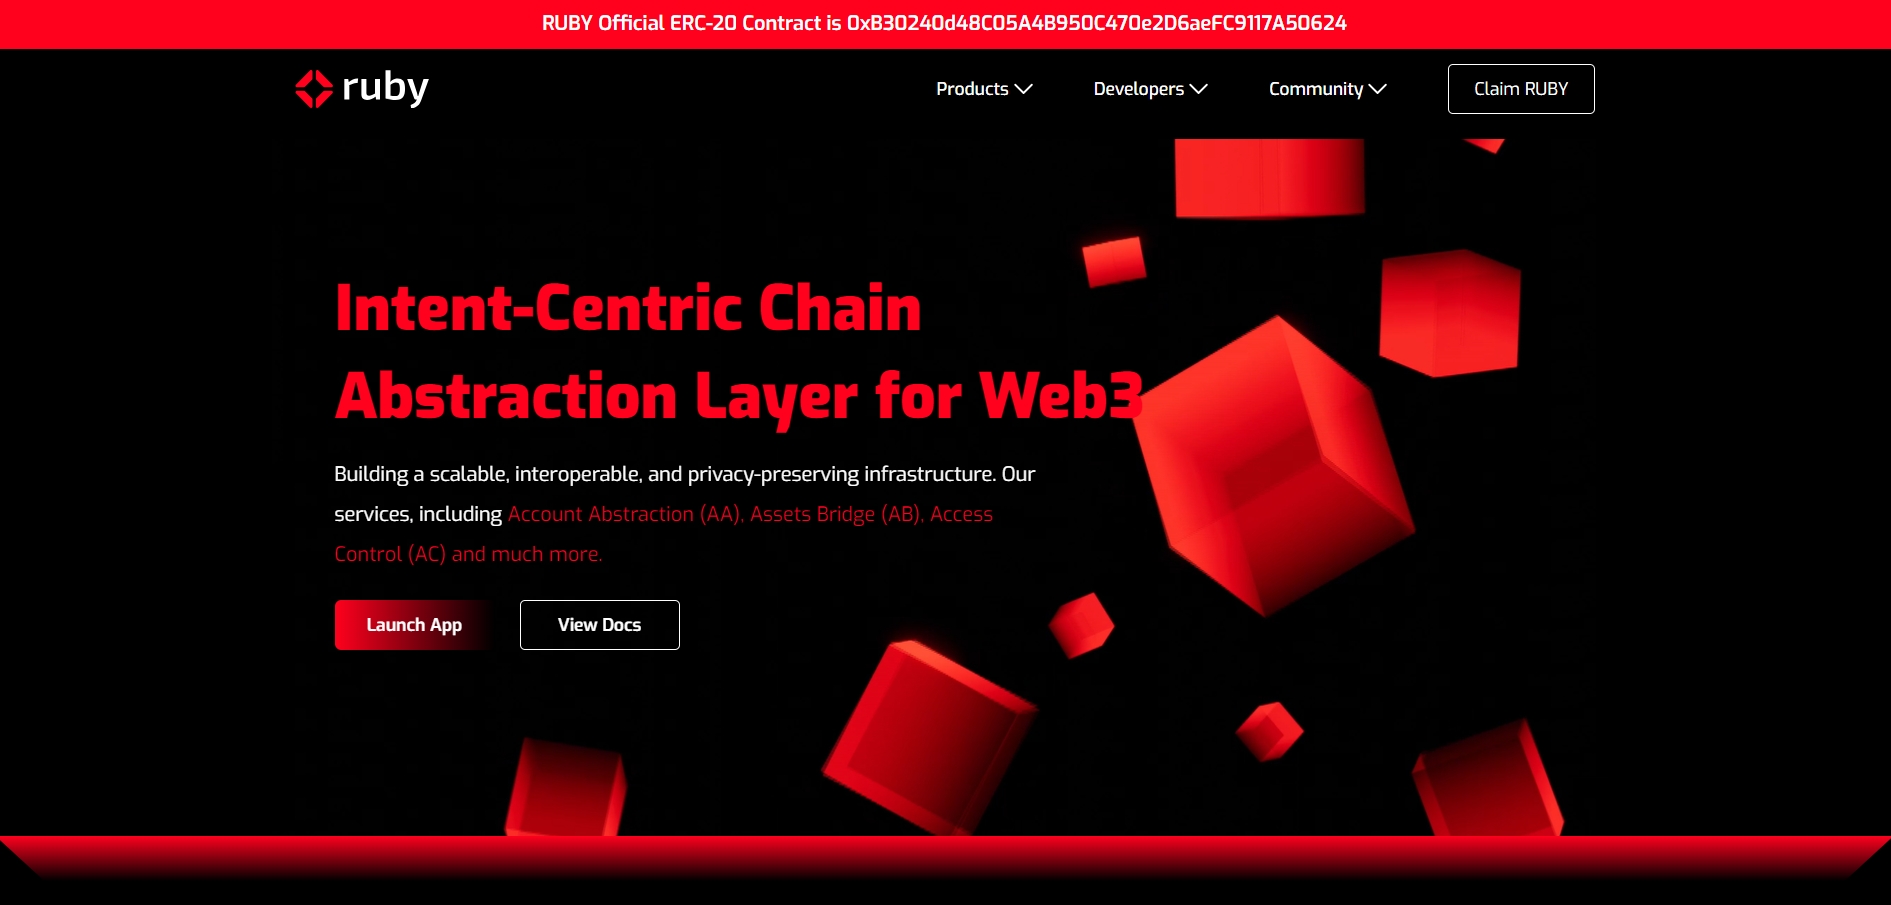 RUBY Official ERC-20 Contract is 0xB30240d48C05A4B950C470e2D6aeFC9117A50624
ruby
Products
Developers
Community
Claim RUBY
Intent-Centric Chain
Abstraction Layer for Web3
Building a scalable, interoperable, and privacy-preserving infrastructure. Our
services, including Account Abstraction (AA), Assets Bridge (AB), Access
Control (AC) and much more.
Launch App
View Docs